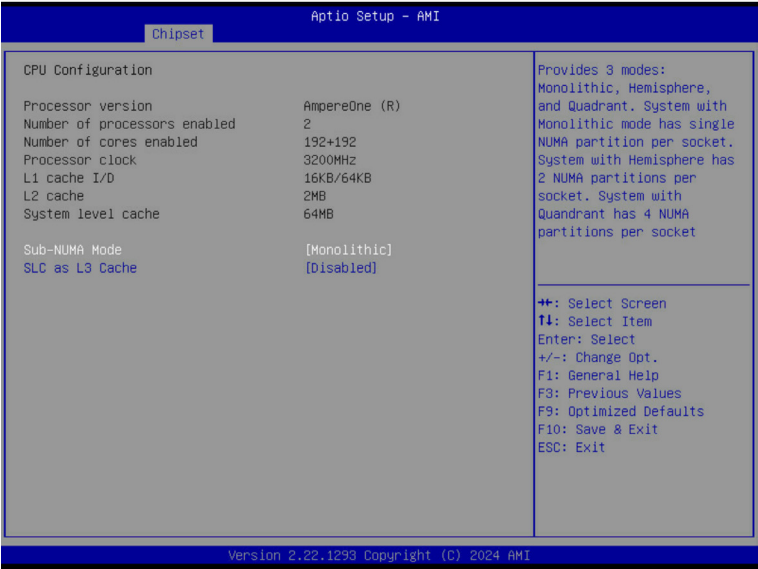 Aptio Setup – AMI
Chipset
CPU Configuration
Processor version AmpereOne (R)
Number of processors enabled 2
Number of cores enabled 192+192
Processor clock 3200MHz
L1 cache I/D 16KB/64KB
L2 cache 2MB
System level cache 64MB
Sub-NUMA Mode [Monolithic]
SLC as L3 Cache [Disabled]
Provides 3 modes:
Monolithic, Hemisphere,
and Quadrant. System with
Monolithic mode has single
NUMA partition per socket.
System with Hemisphere has
2 NUMA partitions per
socket. System with
Quandrant has 4 NUMA
partitions per socket
→←: Select Screen
↑↓: Select Item
Enter: Select
+/-: Change Opt.
F1: General Help
F3: Previous Values
F9: Optimized Defaults
F10: Save & Exit
ESC: Exit
Version 2.22.1293 Copyright (C) 2024 AMI